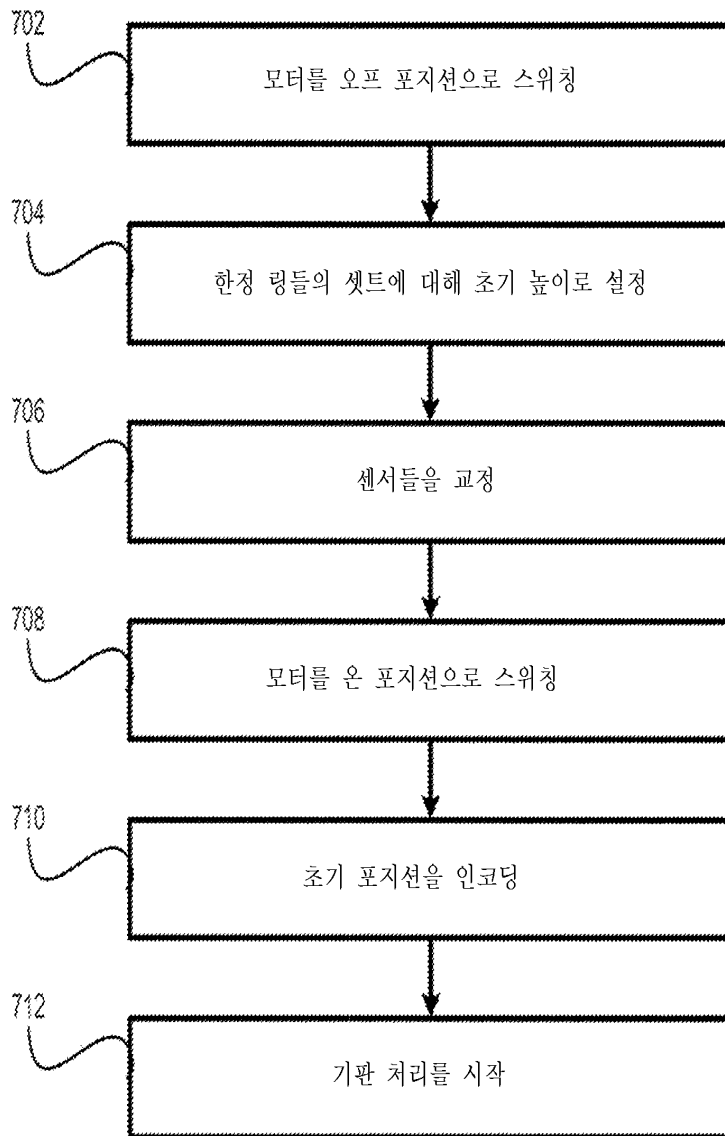 702
모터를 오프 포지션으로 스위칭
704
한정 링들의 셋트에 대해 초기 높이로 설정
706
센서들을 교정
708
모터를 온 포지션으로 스위칭
710
초기 포지션을 인코딩
712
기판 처리를 시작